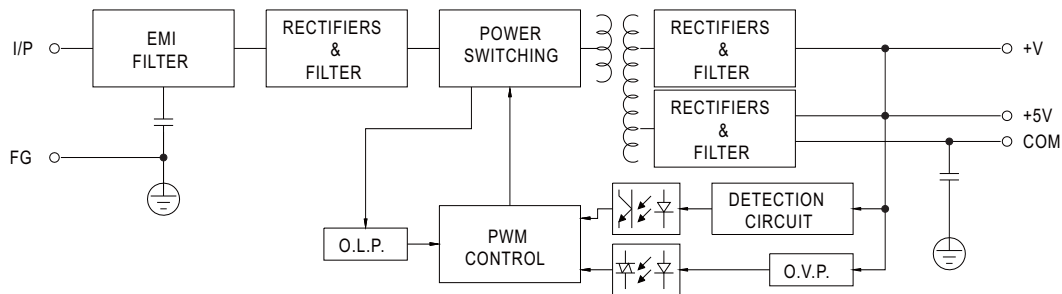 I/P
EMI
FILTER
RECTIFIERS
&
FILTER
POWER
SWITCHING
RECTIFIERS
&
FILTER
+V
RECTIFIERS
&
FILTER
+5V
COM
FG
O.L.P.
PWM
CONTROL
DETECTION
CIRCUIT
O.V.P.